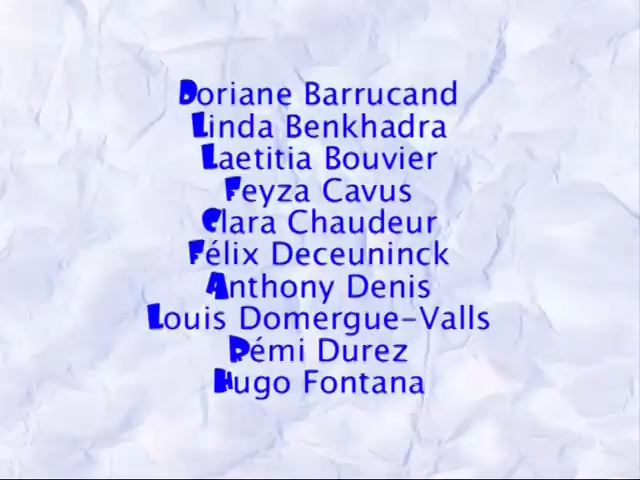 Doriane Barrucand
Linda Benkhadra
Laetitia Bouvier
Feyza Cavus
Clara Chaudeur
Félix Deceuninck
Anthony Denis
Louis Domergue-Valls
Rémi Durez
Hugo Fontana